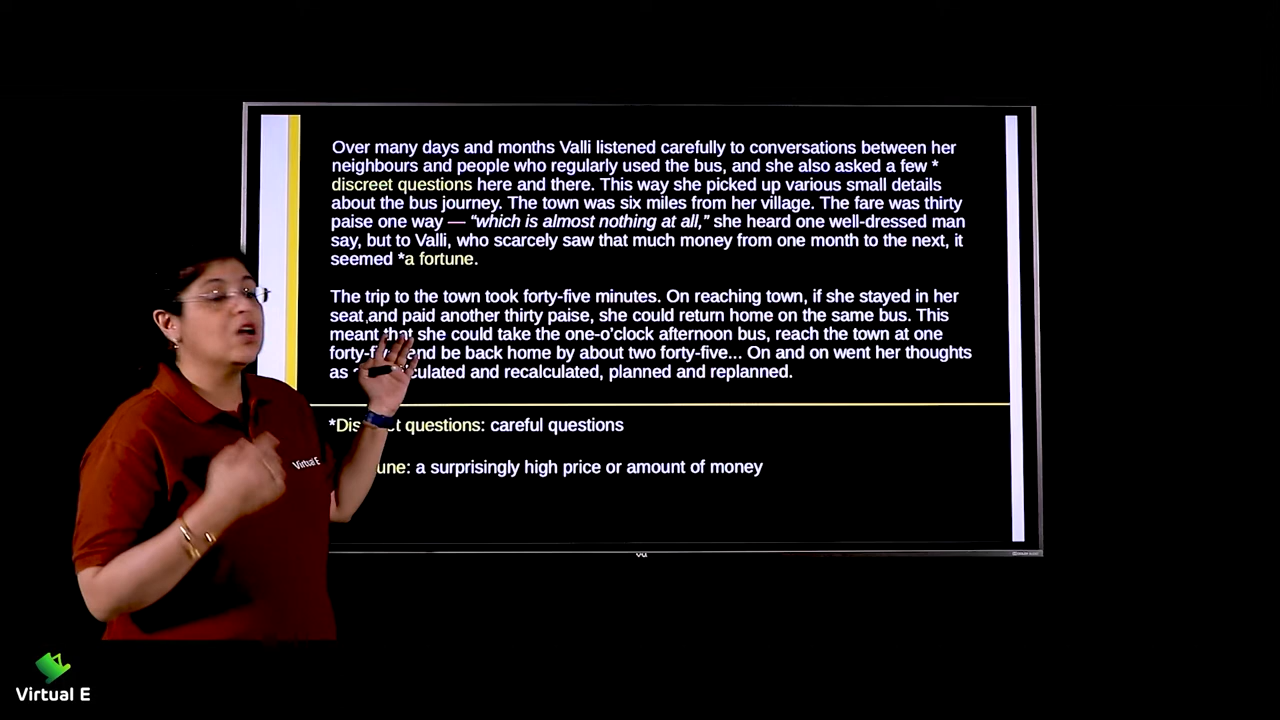 Over many days and months Valli listened carefully to conversations between her
neighbours and people who regularly used the bus, and she also asked a few *
discreet questions here and there. This way she picked up various small details
about the bus journey. The town was six miles from her village. The fare was thirty
paise one way — “which is almost nothing at all,” she heard one well-dressed man
say, but to Valli, who scarcely saw that much money from one month to the next, it
seemed *a fortune.
The trip to the town took forty-five minutes. On reaching town, if she stayed in her
seat and paid another thirty paise, she could return home on the same bus. This
meant that she could take the one-o’clock afternoon bus, reach the town at one
and be back home by about two forty-five... On and on went her thoughts
as and recalculated, planned and replanned.
questions: careful questions
a surprisingly high price or amount of money
Virtual E
Virtual E